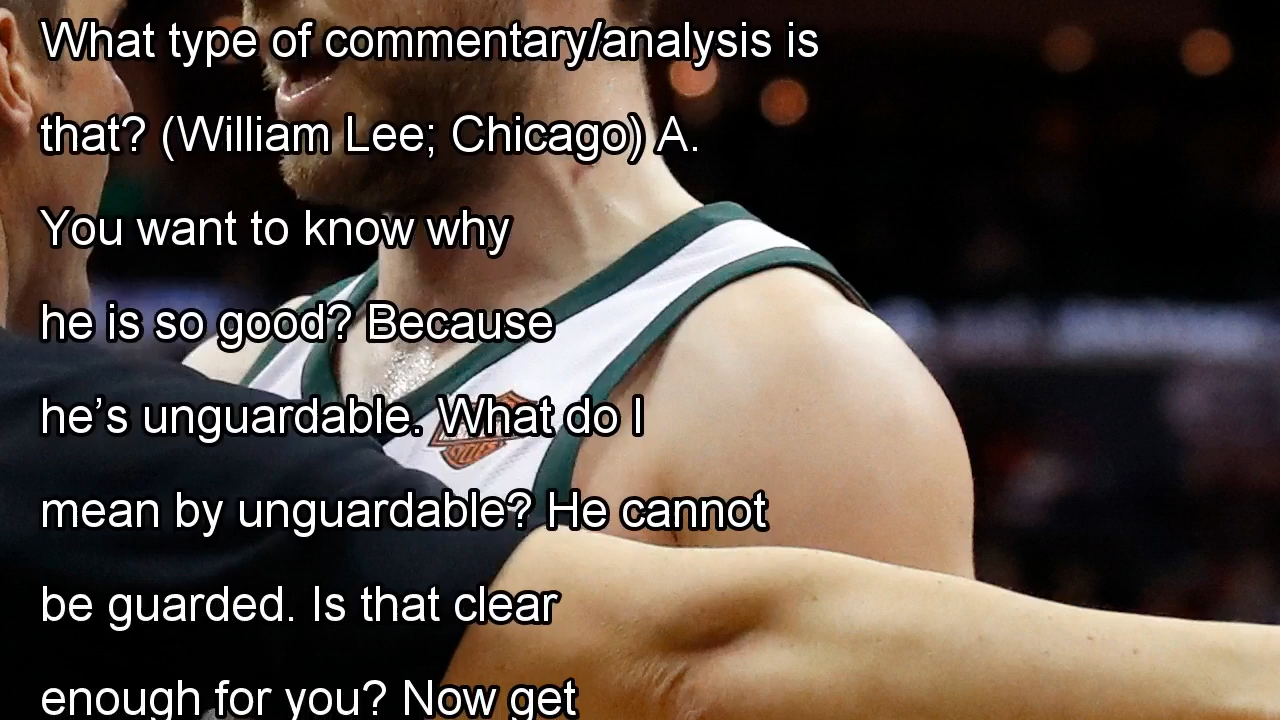 What type of commentary/analysis is
that? (William Lee; Chicago) A.
You want to know why
he is so good? Because
he’s unguardable. What do I
mean by unguardable? He cannot
be guarded. Is that clear
enough for you? Now get